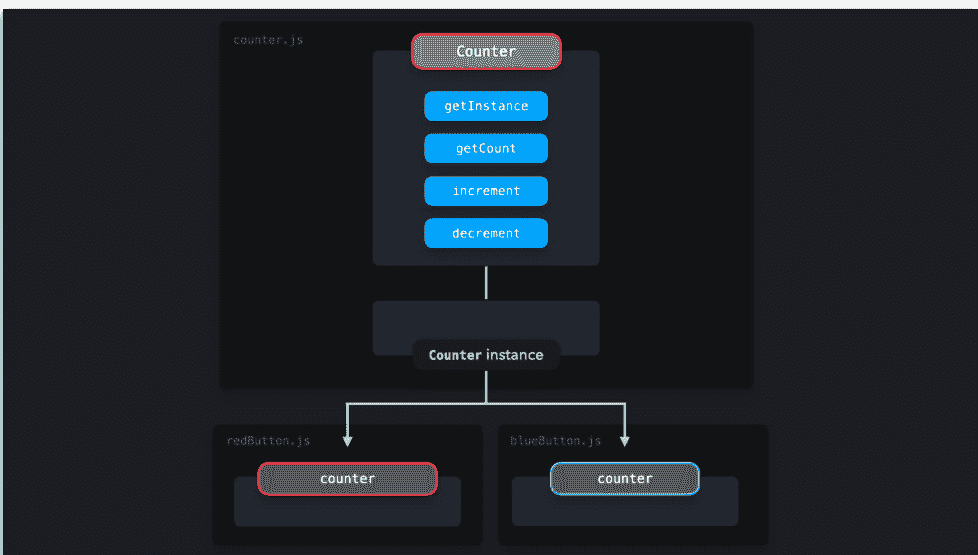 counter.js
Counter
getInstance
getCount
increment
decrement
Counter instance
redButton.js
blueButton.js
counter
counter